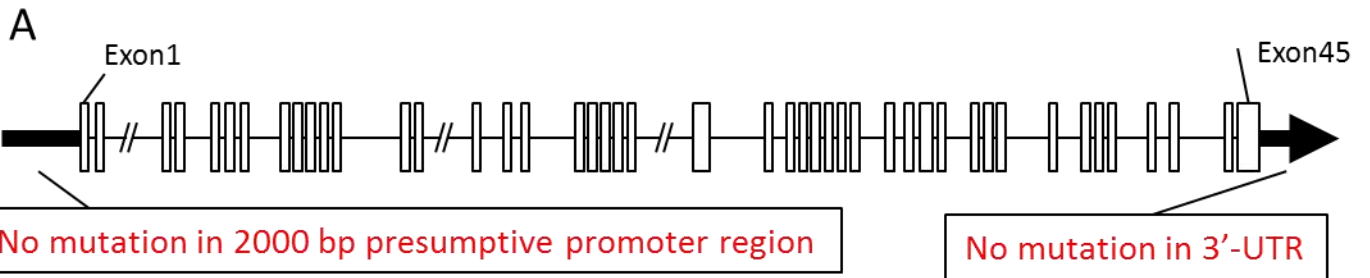 A
Exon1
Exon45
No mutation in 2000 bp presumptive promoter region
No mutation in 3’-UTR